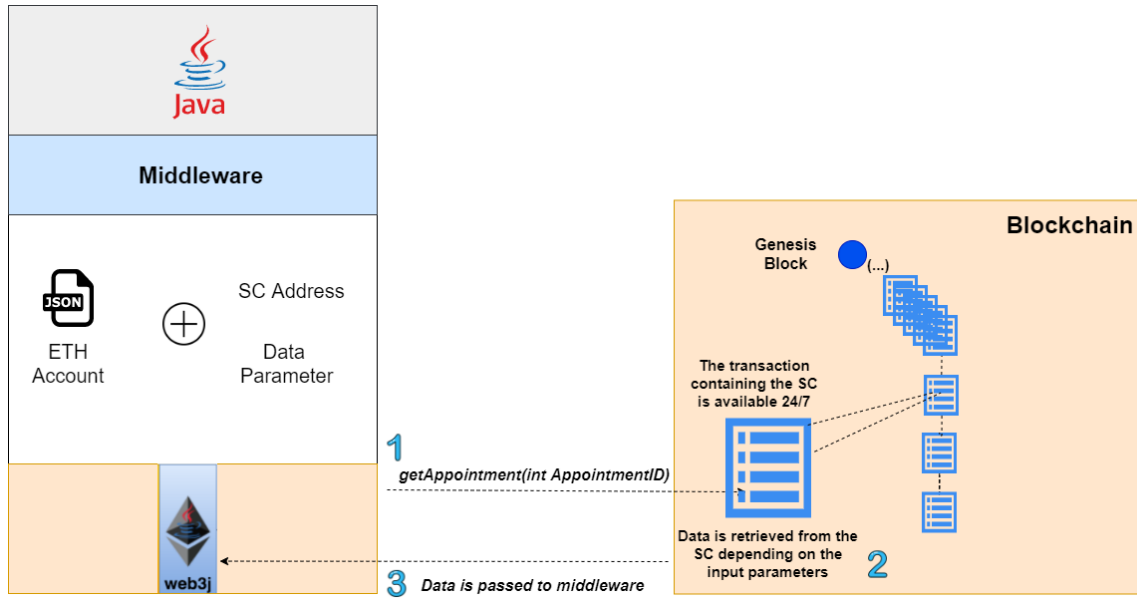 Java
Middleware
JSON
ETH
Account
SC Address
Data
Parameter
web3j
1
getAppointment(int AppointmentID)
3
Data is passed to middleware
Blockchain
Genesis
Block
(...)
The transaction
containing the SC
is available 24/7
Data is retrieved from the
SC depending on the
input parameters
2